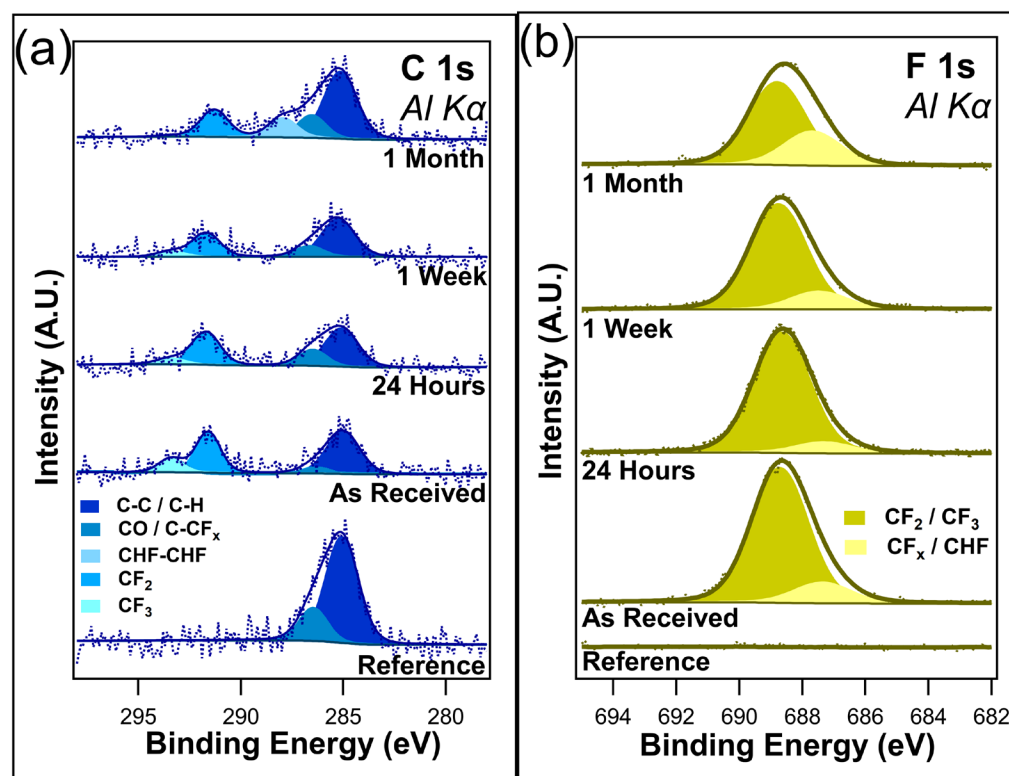 (a)
C 1s
Al Kα
1 Month
1 Week
24 Hours
As Received
C-C / C-H
CO / C-CFₓ
CHF-CHF
CF₂
CF₃
Reference
Intensity (A.U.)
295 290 285 280
Binding Energy (eV)
(b)
F 1s
Al Kα
1 Month
1 Week
24 Hours
CF₂ / CF₃
CFₓ / CHF
As Received
Reference
Intensity (A.U.)
694 692 690 688 686 684 682
Binding Energy (eV)